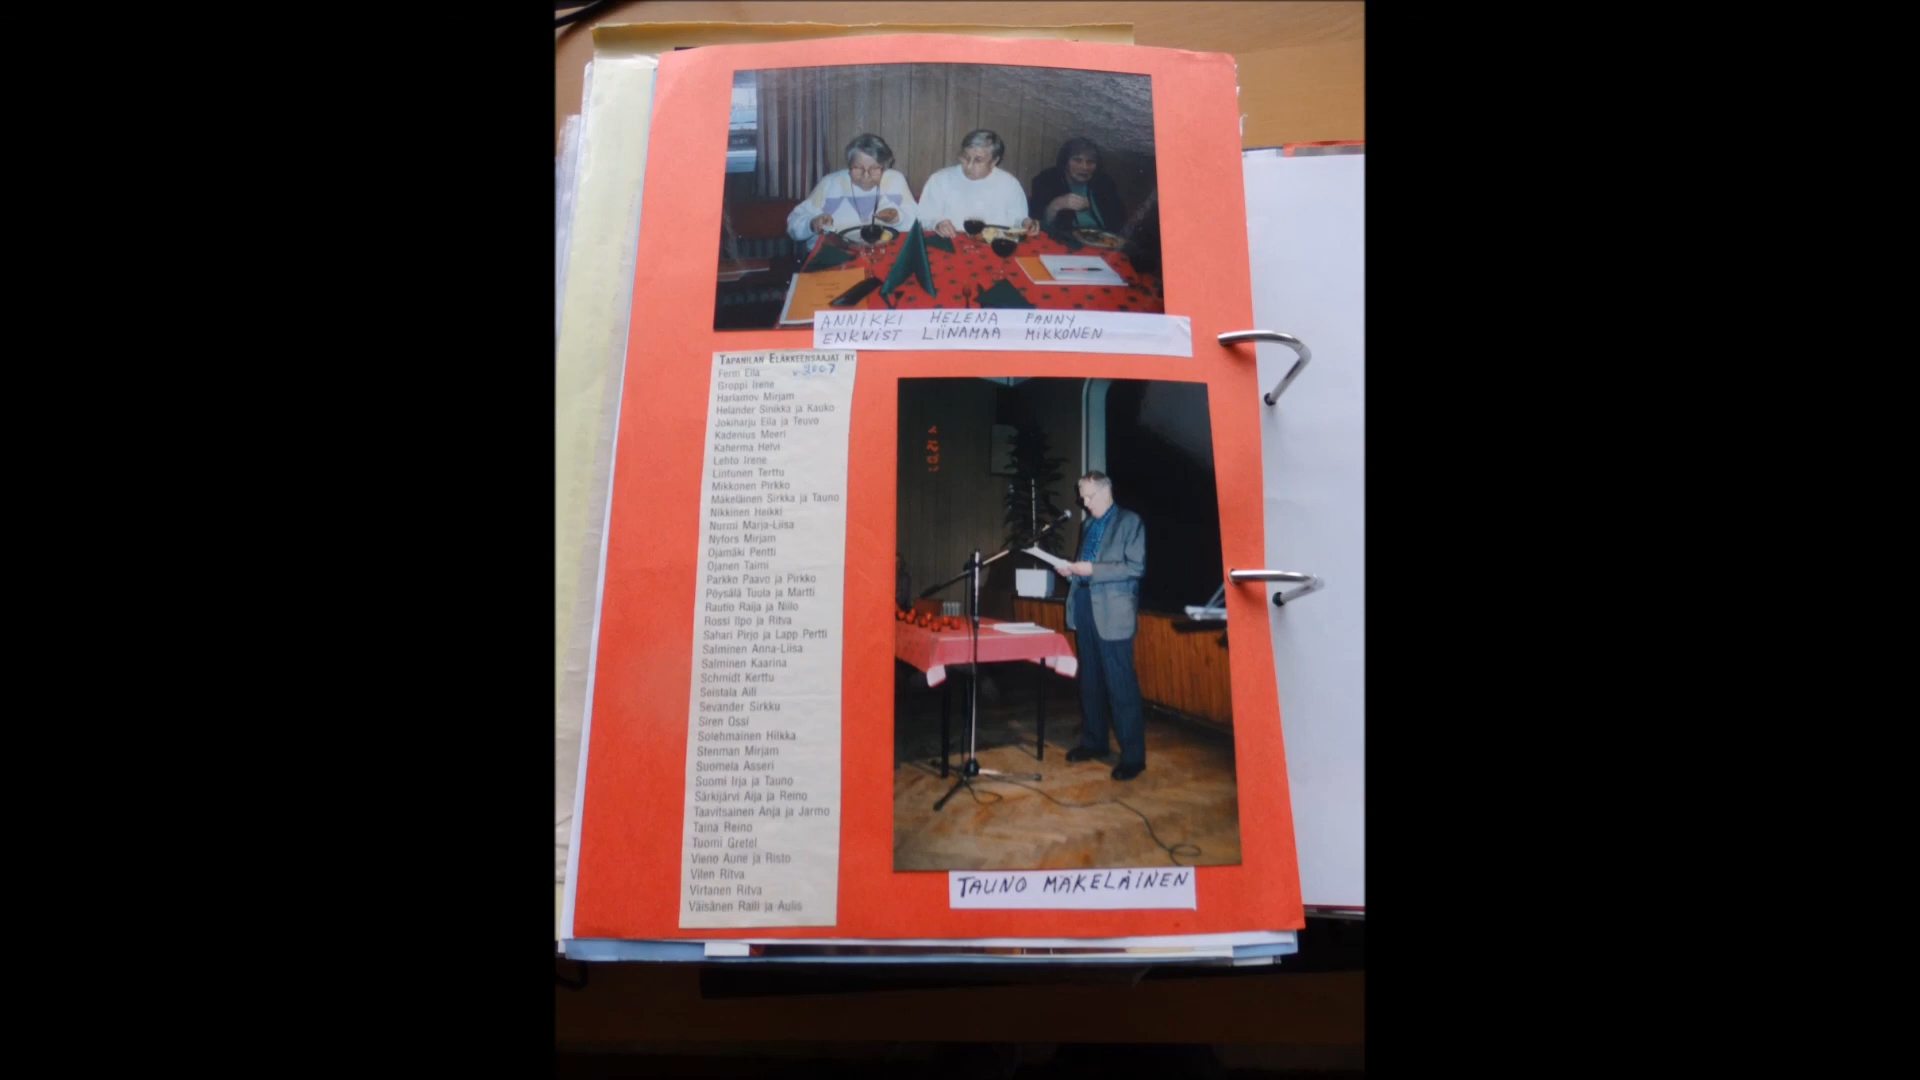 ANNIKKI HELENA FANNY
ENKWIST LIINAMAA MIKKONEN
TAPANILAN ELÄKKEENSAAJAT RY
v. 2007
Ferm Eila
Groppi Irene
Harlamov Mirjam
Helander Sinikka ja Kauko
Jokiharju Eila ja Teuvo
Kadenius Meeri
Kaherma Helvi
Lehto Irene
Lintunen Terttu
Mikkonen Pirkko
Mäkeläinen Sirkka ja Tauno
Nikkinen Heikki
Nurmi Marja-Liisa
Nyfors Mirjam
Ojamäki Pentti
Ojanen Taimi
Parkko Paavo ja Pirkko
Pöysälä Tuula ja Martti
Rautio Raija ja Niilo
Rossi Ilpo ja Ritva
Sahari Pirjo ja Lapp Pertti
Salminen Anna-Liisa
Salminen Kaarina
Schmidt Kerttu
Seistala Aili
Sevander Sirkku
Siren Ossi
Solehmainen Hilkka
Stenman Mirjam
Suomela Asseri
Suomi Irja ja Tauno
Särkijärvi Aija ja Reino
Taavitsainen Anja ja Jarmo
Taina Reino
Tuomi Gretel
Vieno Aune ja Risto
Vilen Ritva
Virtanen Ritva
Väisänen Raili ja Aulis
TAUNO MÄKELÄINEN